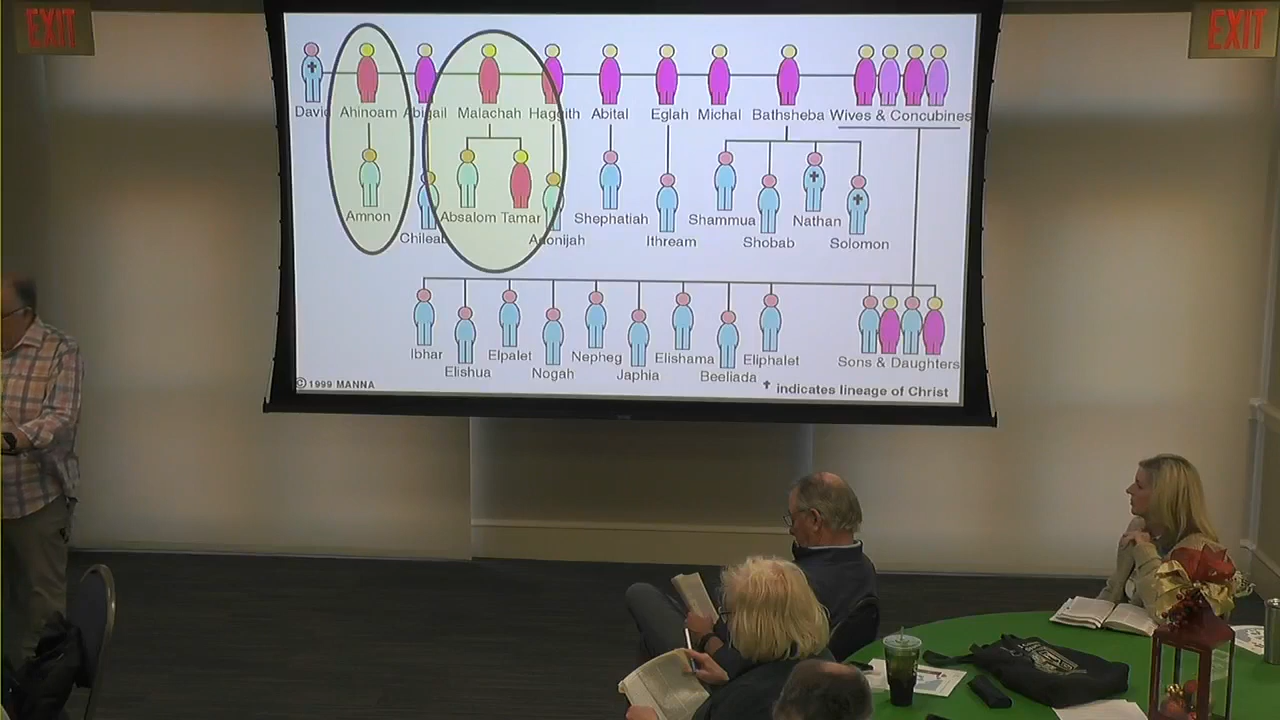 EXIT
EXIT
David Ahinoam Abigail Malachah Haggith Abital Eglah Michal Bathsheba Wives & Concubines
Amnon Absalom Tamar Shephatiah Shammua Nathan
Chileab Adonijah Ithream Shobab Solomon
Ibhar Elpalet Nepheg Elishama Eliphalet Sons & Daughters
Elishua Nogah Japhia Beeliada
© 1999 MANNA
✝ indicates lineage of Christ